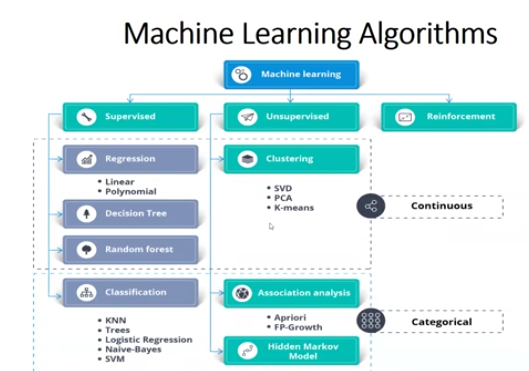 Machine Learning Algorithms
Machine learning
Supervised
Unsupervised
Reinforcement
Regression
• Linear
• Polynomial
Decision Tree
Random forest
Clustering
• SVD
• PCA
• K-means
Continuous
Classification
• KNN
• Trees
• Logistic Regression
• Naive-Bayes
• SVM
Association analysis
• Apriori
• FP-Growth
Hidden Markov
Model
Categorical